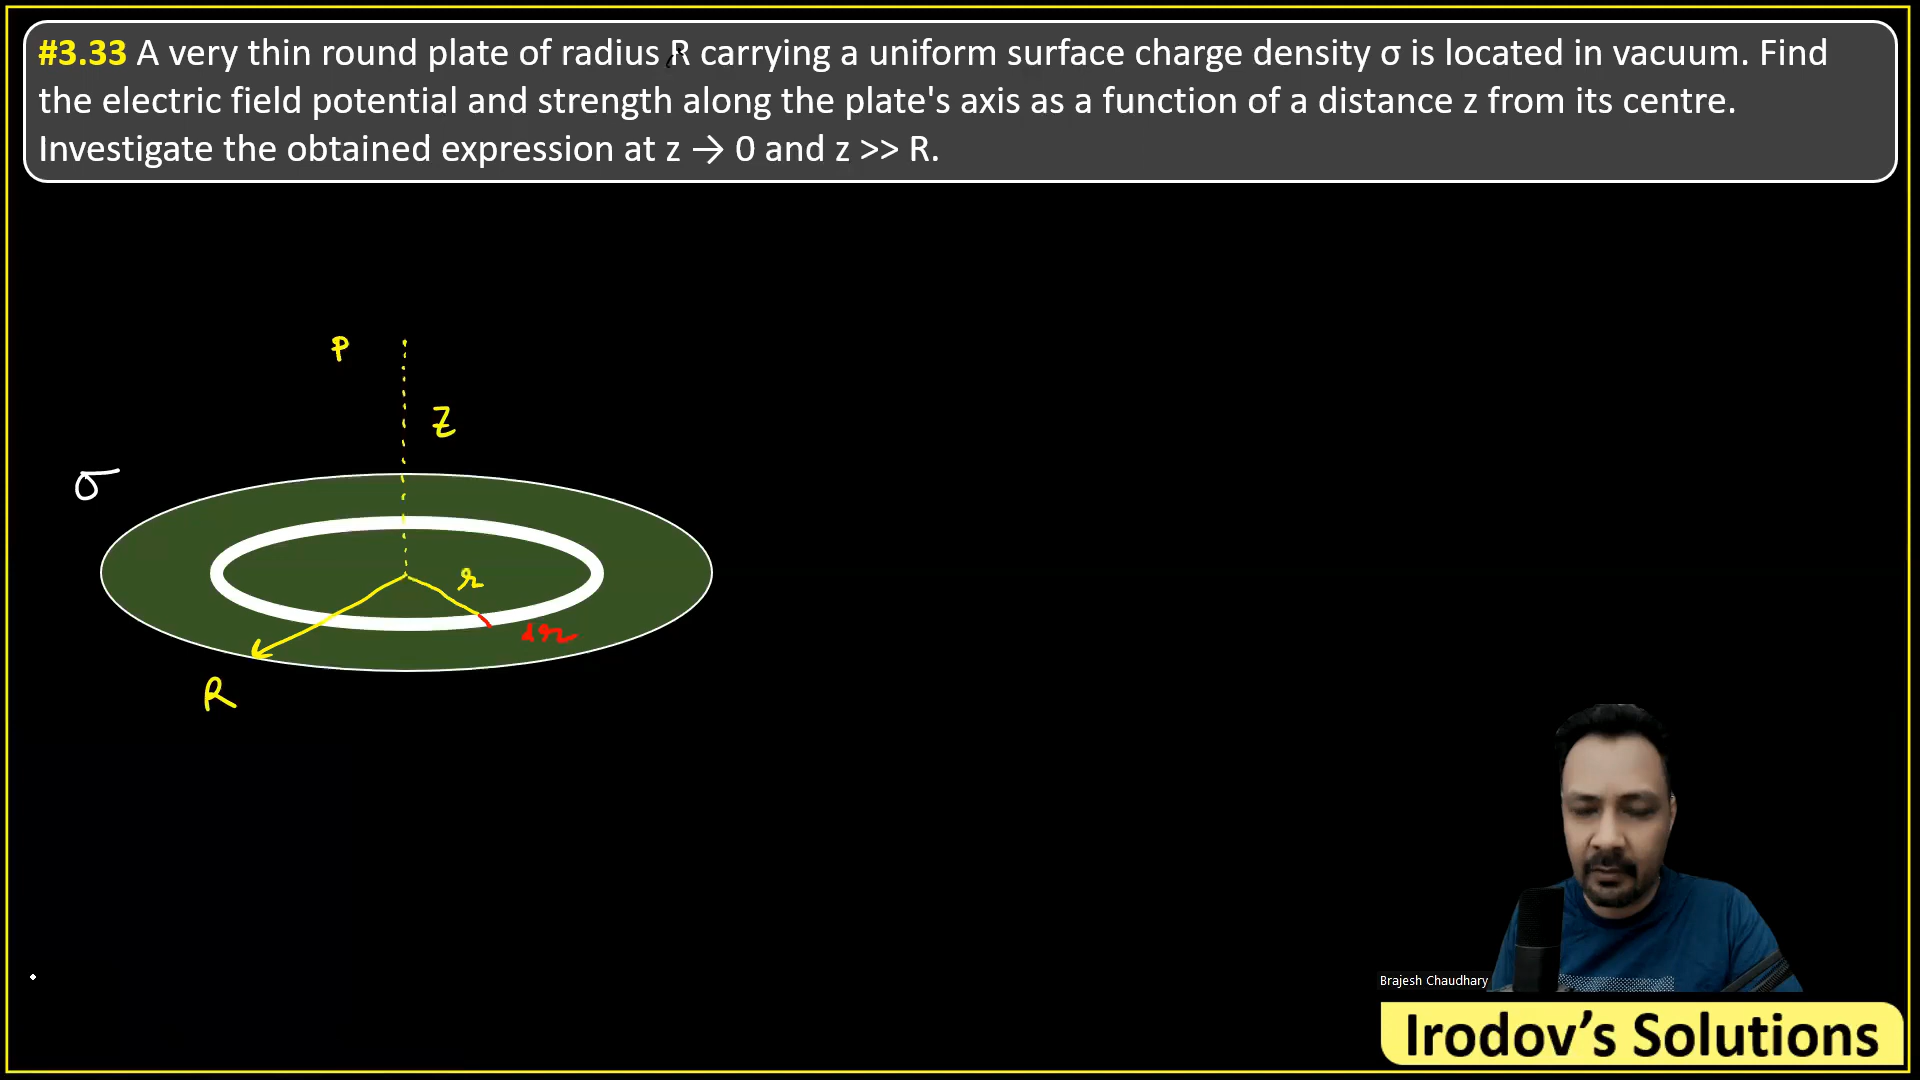 #3.33 A very thin round plate of radius R carrying a uniform surface charge density σ is located in vacuum. Find
the electric field potential and strength along the plate's axis as a function of a distance z from its centre.
Investigate the obtained expression at z → 0 and z >> R.
P
z
σ
r
dr
R
Brajesh Chaudhary
Irodov's Solutions